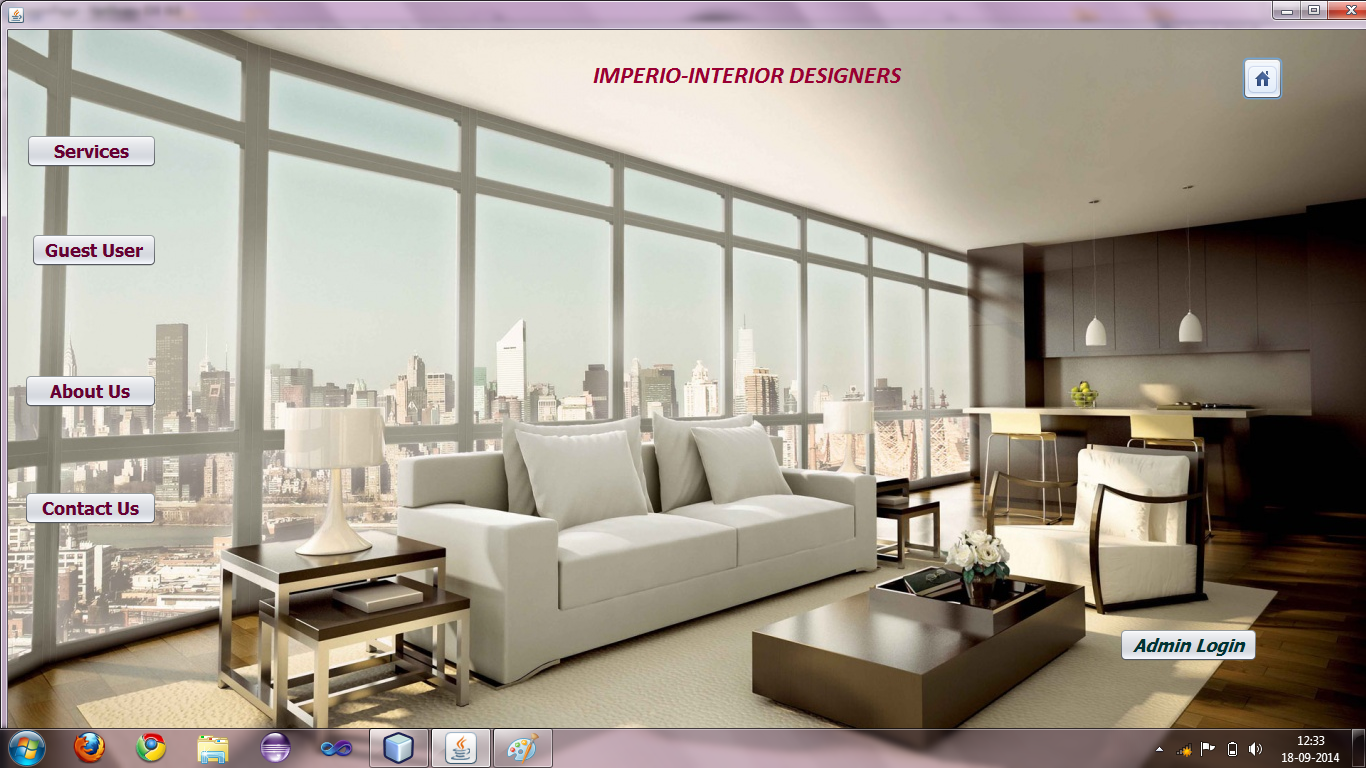 IMPERIO-INTERIOR DESIGNERS
Services
Guest User
About Us
Contact Us
Admin Login
12:33
18-09-2014